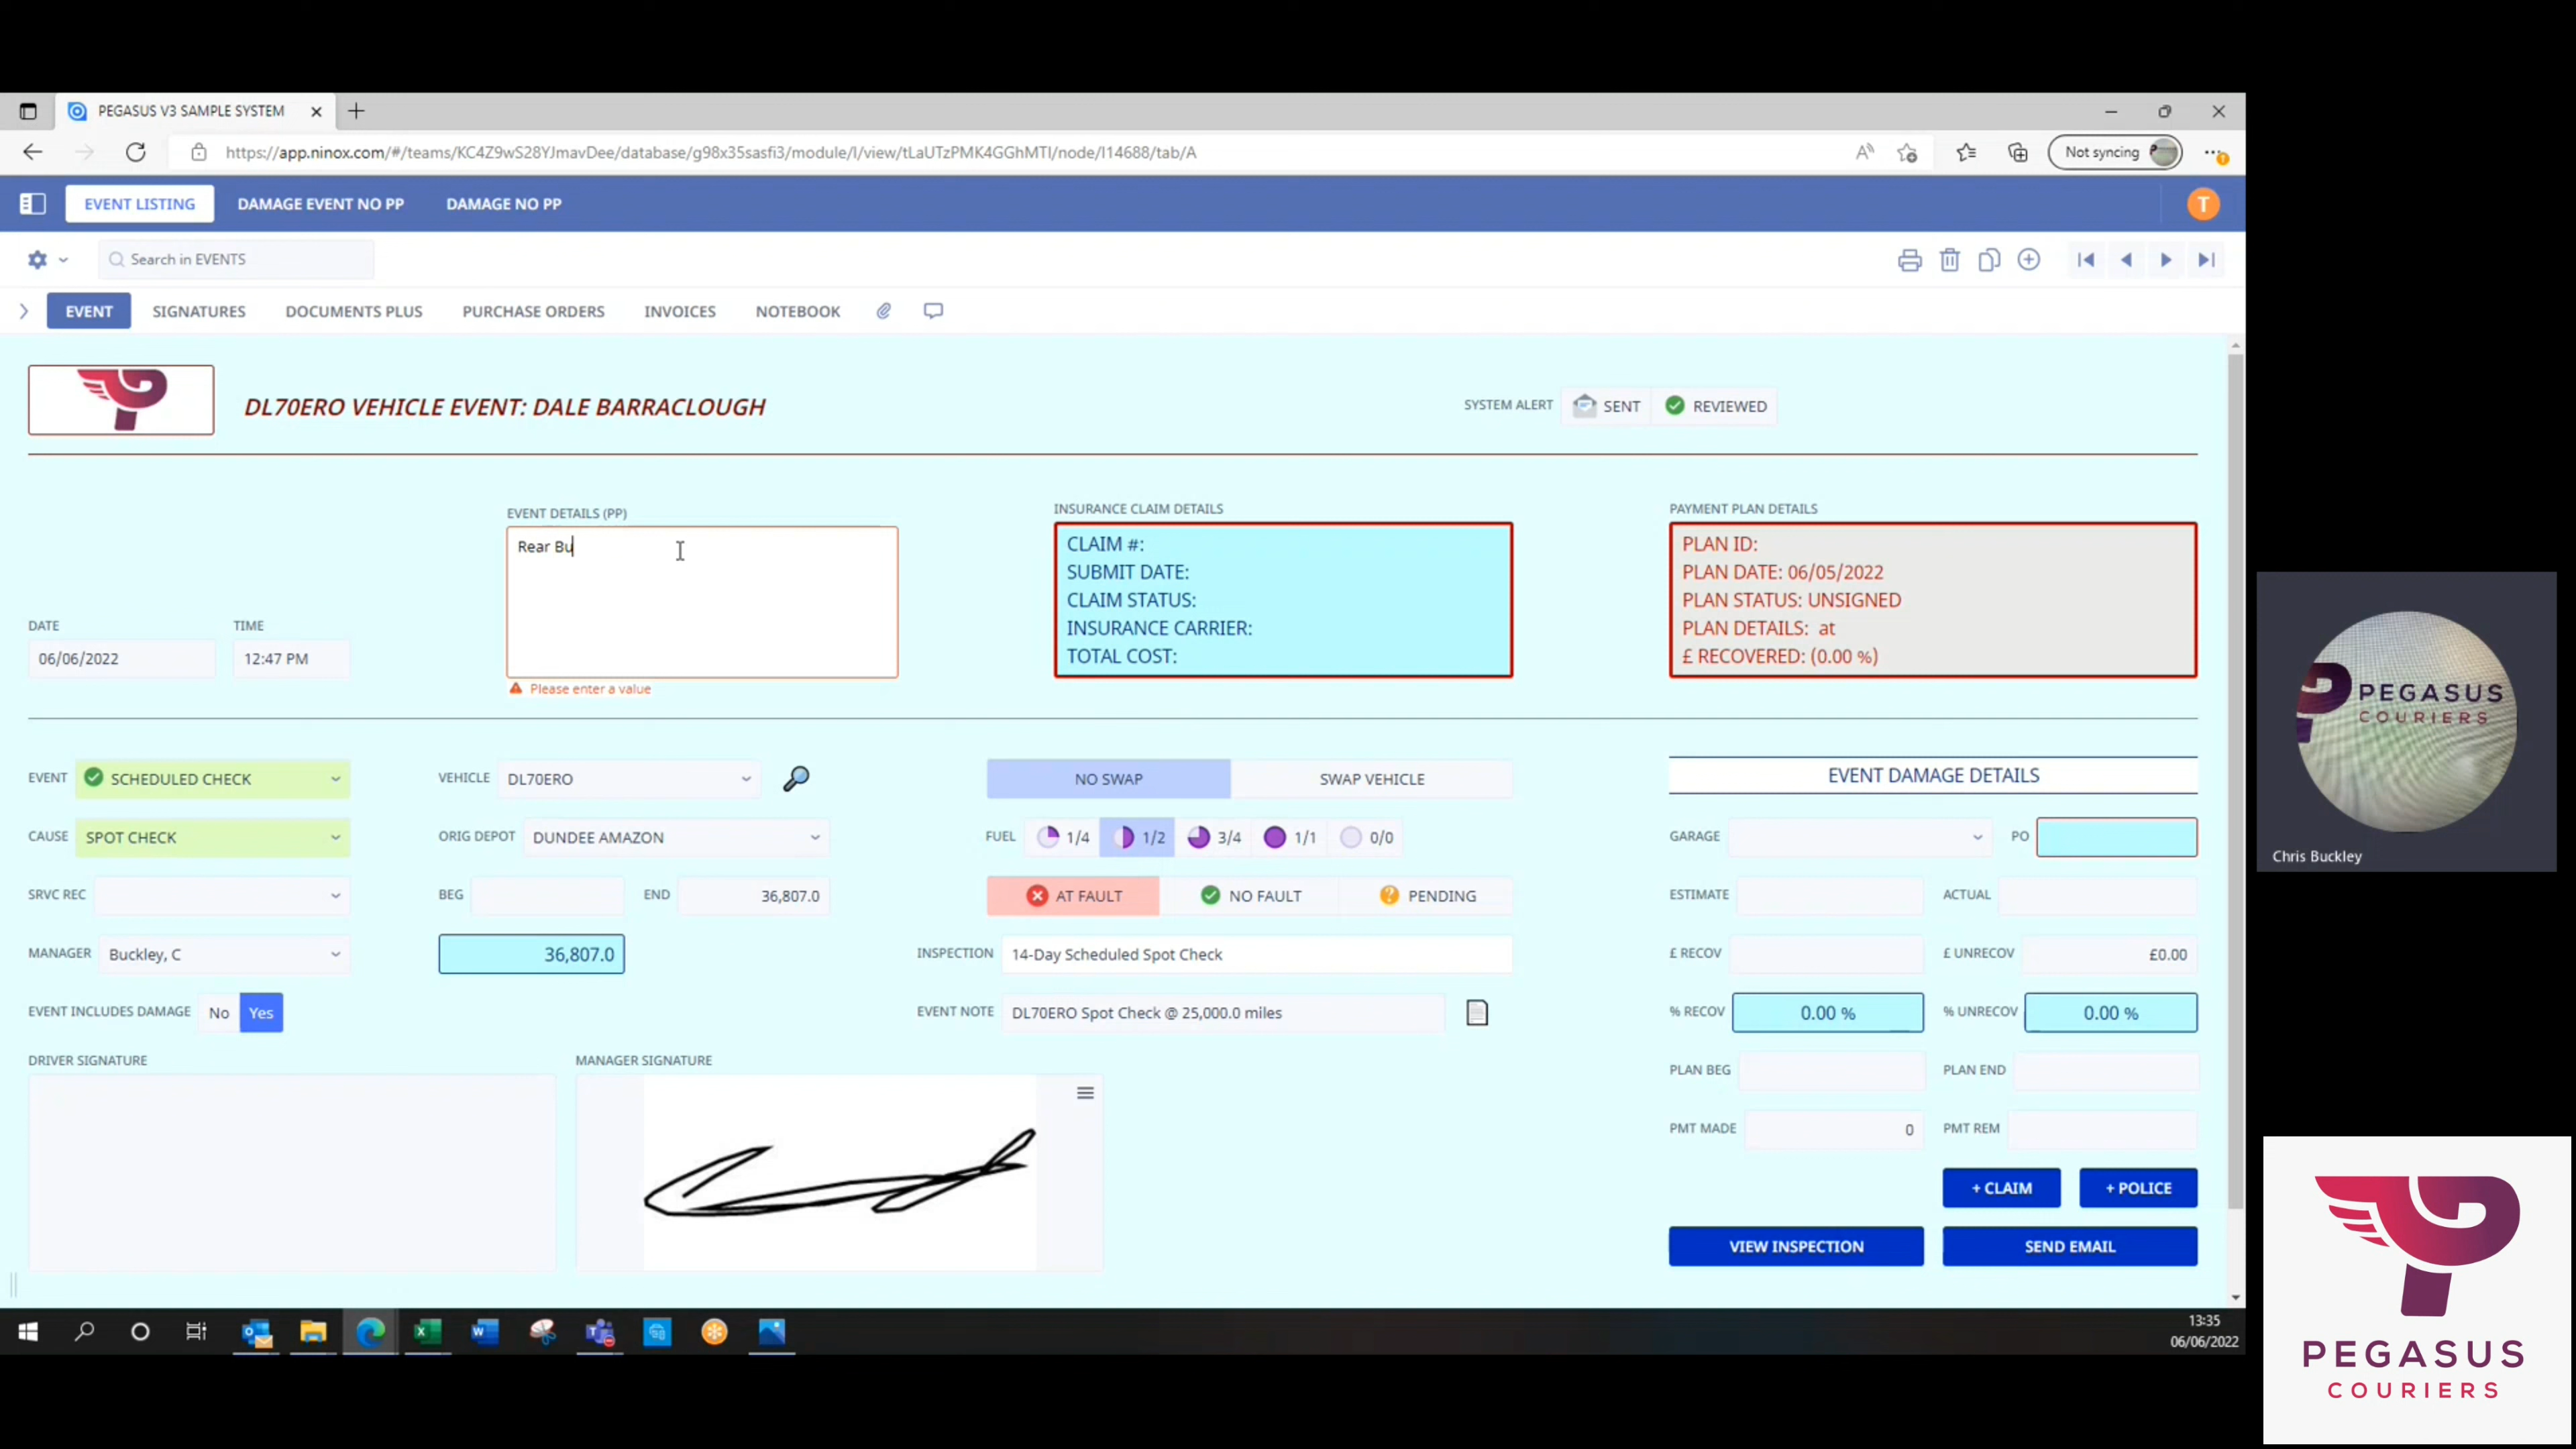 PEGASUS V3 SAMPLE SYSTEM
https://app.ninox.com/#/teams/KC4Z9wS28YJmavDee/database/g98x35sasfi3/module/I/view/tLaUTzPMK4GGhMTI/node/I14688/tab/A
Not syncing
EVENT LISTING DAMAGE EVENT NO PP DAMAGE NO PP
T
Search in EVENTS
EVENT SIGNATURES DOCUMENTS PLUS PURCHASE ORDERS INVOICES NOTEBOOK
DL70ERO VEHICLE EVENT: DALE BARRACLOUGH
SYSTEM ALERT SENT REVIEWED
EVENT DETAILS (PP)
Rear Bu
Please enter a value
DATE TIME
06/06/2022 12:47 PM
INSURANCE CLAIM DETAILS
CLAIM #:
SUBMIT DATE:
CLAIM STATUS:
INSURANCE CARRIER:
TOTAL COST:
PAYMENT PLAN DETAILS
PLAN ID:
PLAN DATE: 06/05/2022
PLAN STATUS: UNSIGNED
PLAN DETAILS: at
£ RECOVERED: (0.00 %)
EVENT SCHEDULED CHECK VEHICLE DL70ERO NO SWAP SWAP VEHICLE EVENT DAMAGE DETAILS
CAUSE SPOT CHECK ORIG DEPOT DUNDEE AMAZON FUEL 1/4 1/2 3/4 1/1 0/0 GARAGE PO
SRVC REC BEG END 36,807.0 AT FAULT NO FAULT PENDING ESTIMATE ACTUAL
MANAGER Buckley, C 36,807.0 INSPECTION 14-Day Scheduled Spot Check £ RECOV £ UNRECOV £0.00
EVENT INCLUDES DAMAGE No Yes EVENT NOTE DL70ERO Spot Check @ 25,000.0 miles % RECOV 0.00 % % UNRECOV 0.00 %
DRIVER SIGNATURE MANAGER SIGNATURE PLAN BEG PLAN END
PMT MADE 0 PMT REM
+ CLAIM + POLICE
VIEW INSPECTION SEND EMAIL
13:35
06/06/2022
PEGASUS
COURIERS
Chris Buckley
PEGASUS
COURIERS